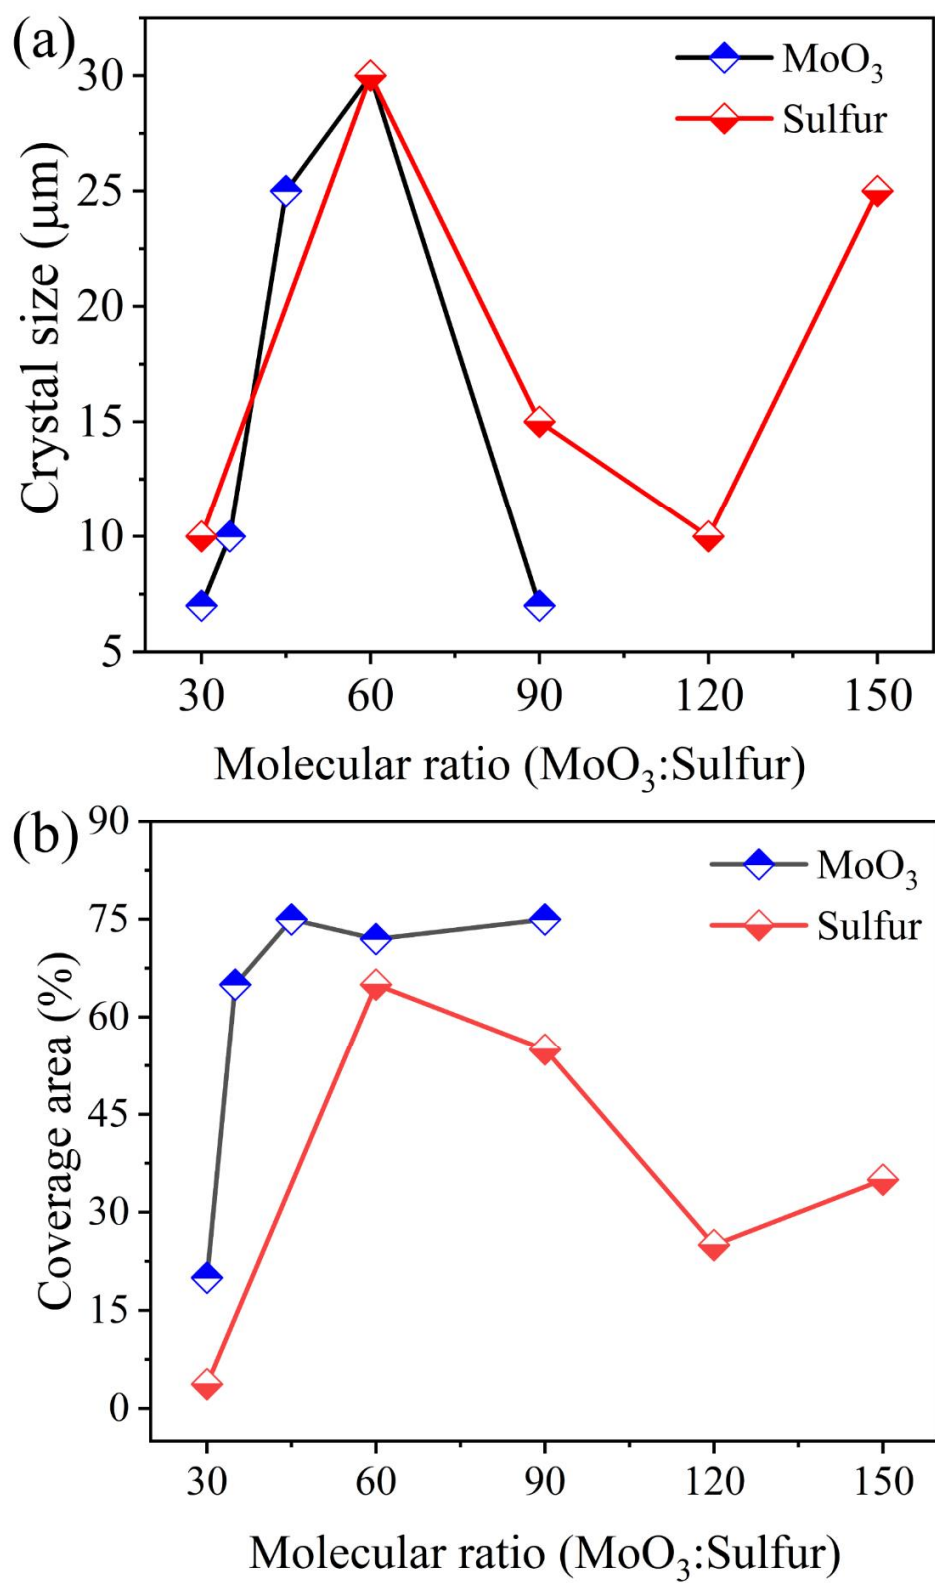 (a)
MoO₃
Sulfur
Crystal size (μm)
30
25
20
15
10
5
30 60 90 120 150
Molecular ratio (MoO₃:Sulfur)
(b)
MoO₃
Sulfur
Coverage area (%)
90
75
60
45
30
15
0
30 60 90 120 150
Molecular ratio (MoO₃:Sulfur)